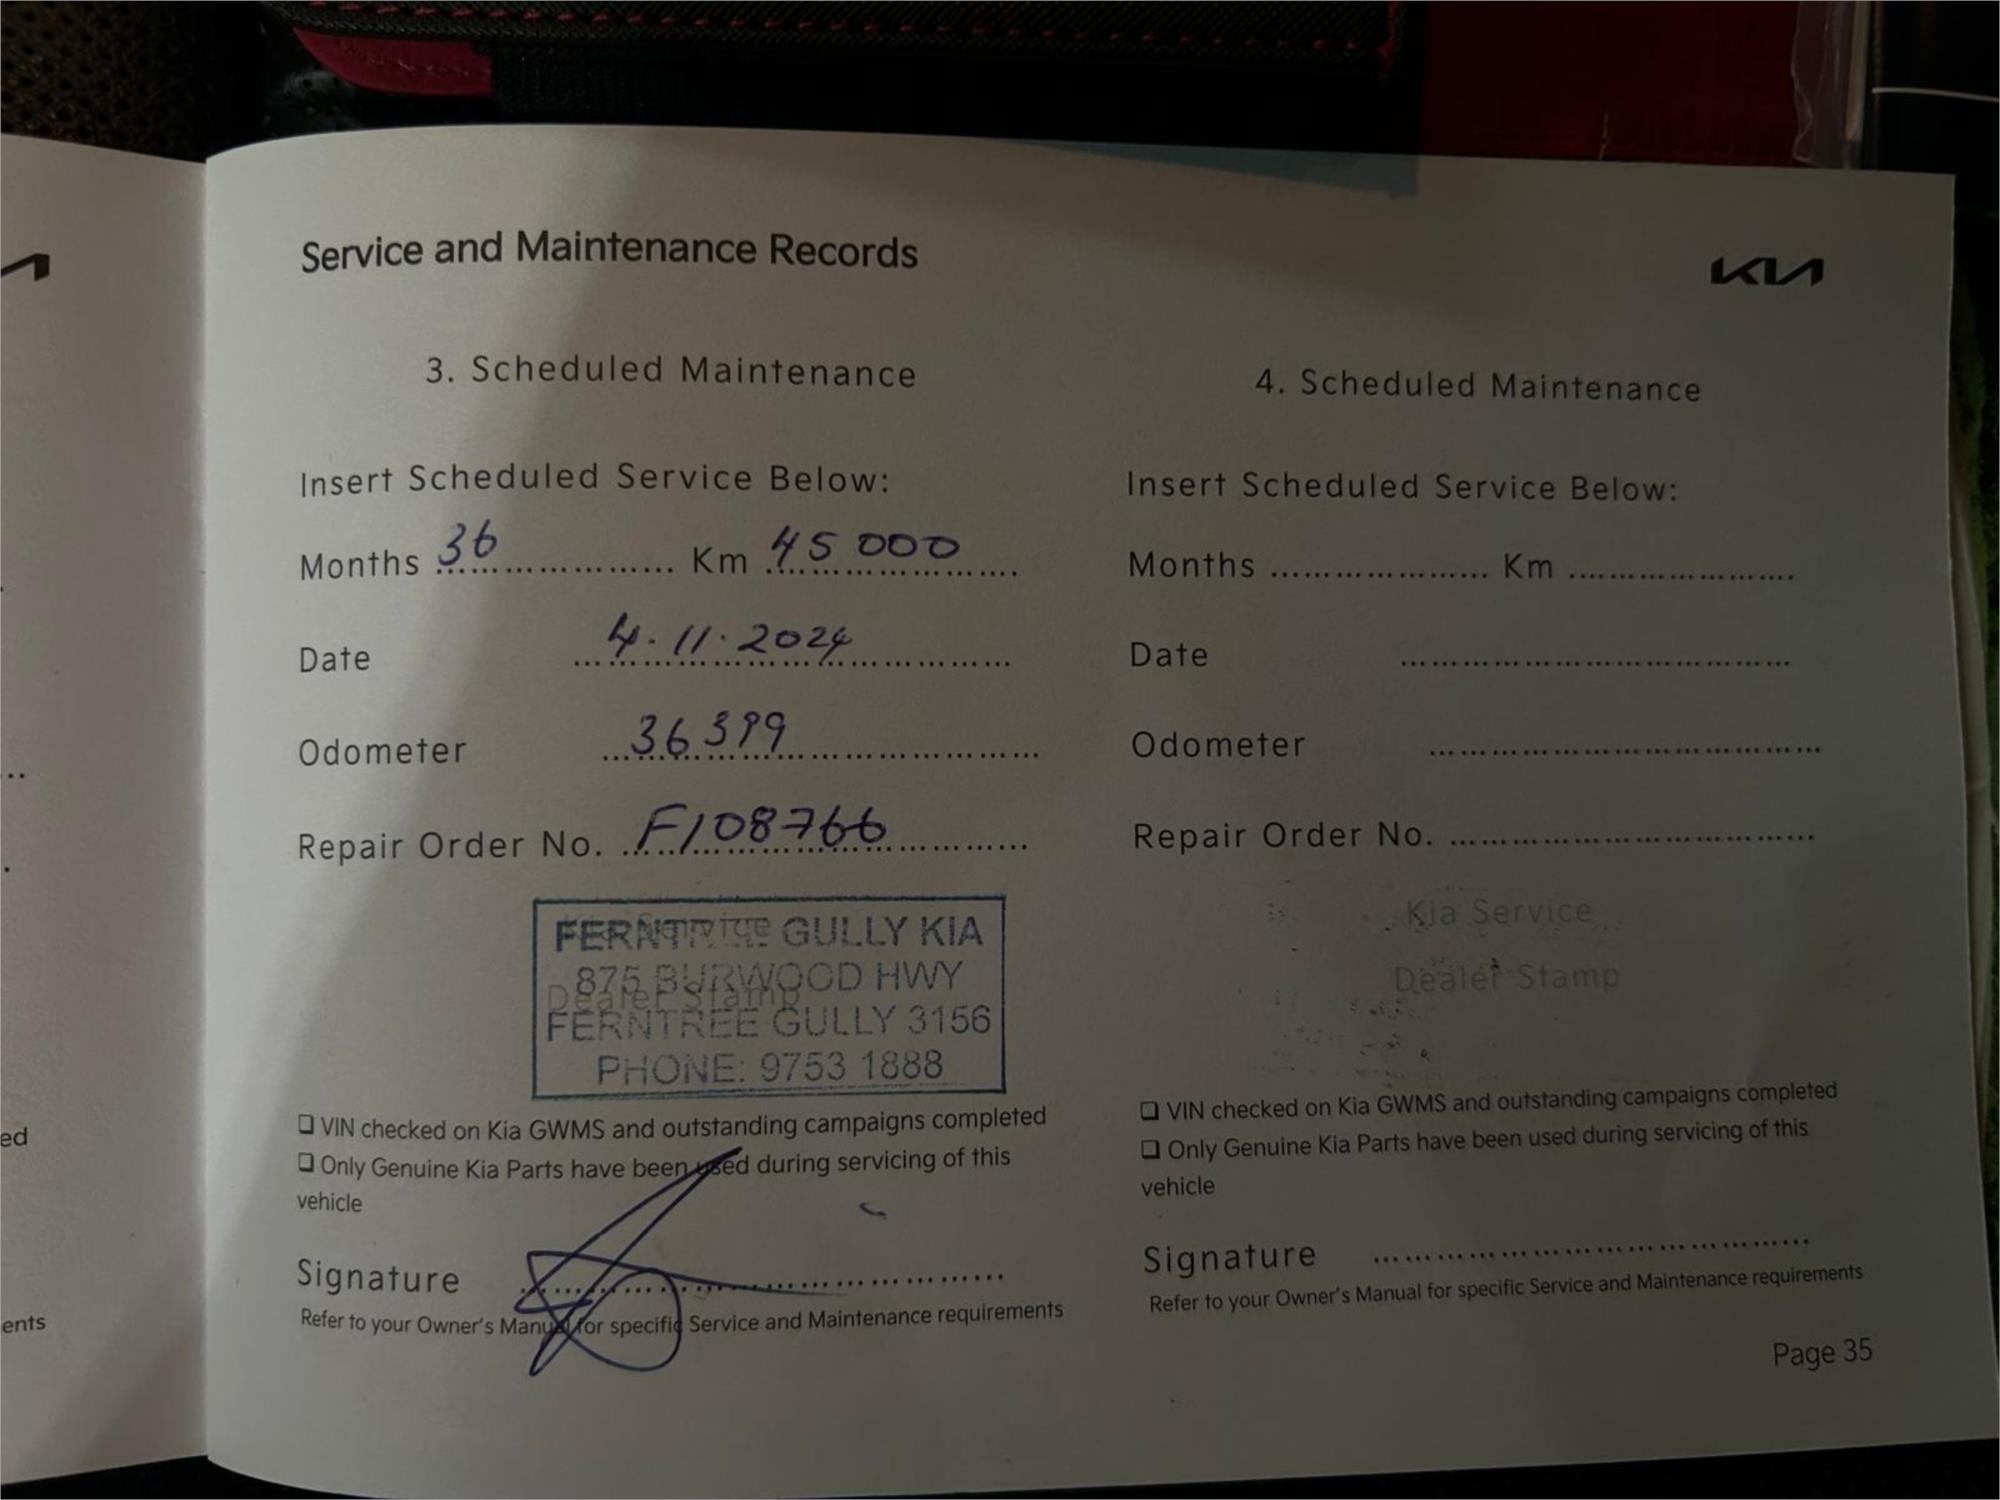 Service and Maintenance Records
KIA
3. Scheduled Maintenance
Insert Scheduled Service Below:
Months 36 Km 45 000
Date 4.11.2024
Odometer 36399
Repair Order No. F108766
Kia Service
Dealer Stamp
FERNTREE GULLY KIA
875 BURWOOD HWY
FERNTREE GULLY 3156
PHONE: 9753 1888
❑ VIN checked on Kia GWMS and outstanding campaigns completed
❑ Only Genuine Kia Parts have been used during servicing of this
vehicle
Signature
Refer to your Owner's Manual for specific Service and Maintenance requirements
4. Scheduled Maintenance
Insert Scheduled Service Below:
Months ........................ Km ........................
Date ........................
Odometer ........................
Repair Order No. ........................
Kia Service
Dealer Stamp
❑ VIN checked on Kia GWMS and outstanding campaigns completed
❑ Only Genuine Kia Parts have been used during servicing of this
vehicle
Signature ........................
Refer to your Owner's Manual for specific Service and Maintenance requirements
Page 35